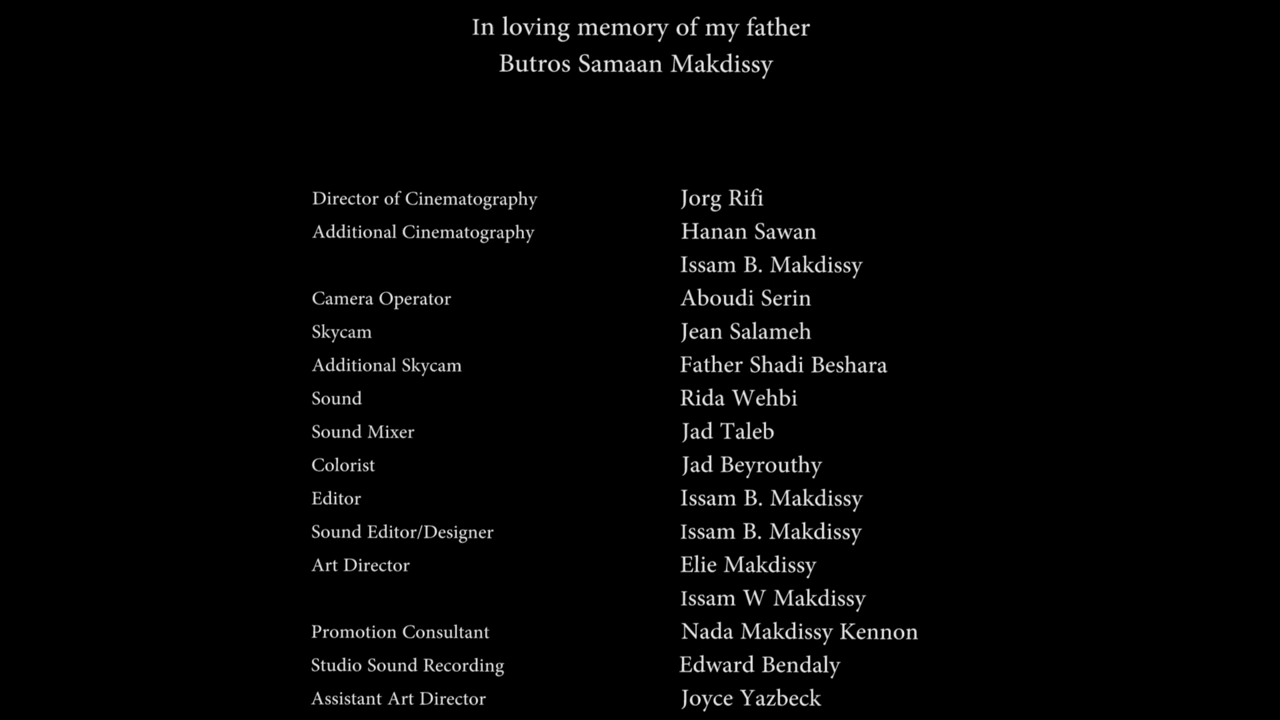 In loving memory of my father
Butros Samaan Makdissy
Director of Cinematography Jorg Rifi
Additional Cinematography Hanan Sawan
Issam B. Makdissy
Camera Operator Aboudi Serin
Skycam Jean Salameh
Additional Skycam Father Shadi Beshara
Sound Rida Wehbi
Sound Mixer Jad Taleb
Colorist Jad Beyrouthy
Editor Issam B. Makdissy
Sound Editor/Designer Issam B. Makdissy
Art Director Elie Makdissy
Issam W Makdissy
Promotion Consultant Nada Makdissy Kennon
Studio Sound Recording Edward Bendaly
Assistant Art Director Joyce Yazbeck